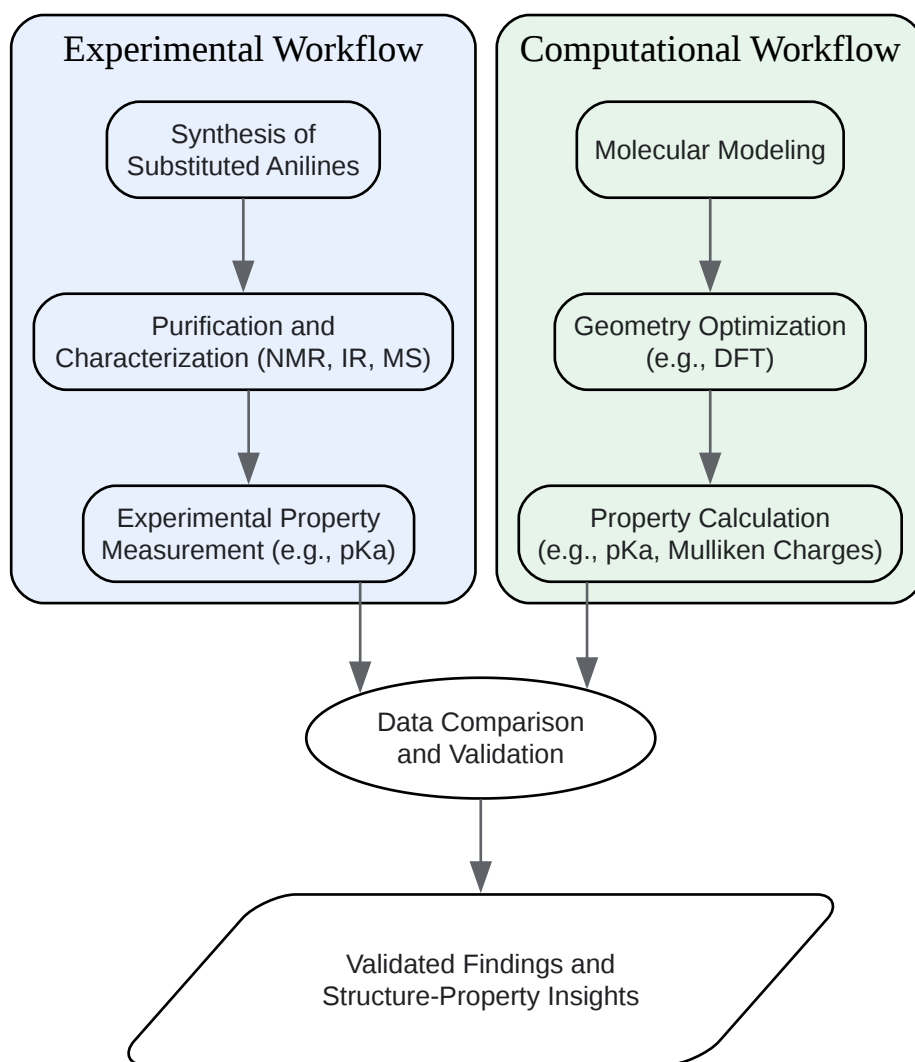 Experimental Workflow
Synthesis of
Substituted Anilines
Purification and
Characterization (NMR, IR, MS)
Experimental Property
Measurement (e.g., pKa)
Computational Workflow
Molecular Modeling
Geometry Optimization
(e.g., DFT)
Property Calculation
(e.g., pKa, Mulliken Charges)
Data Comparison
and Validation
Validated Findings and
Structure-Property Insights